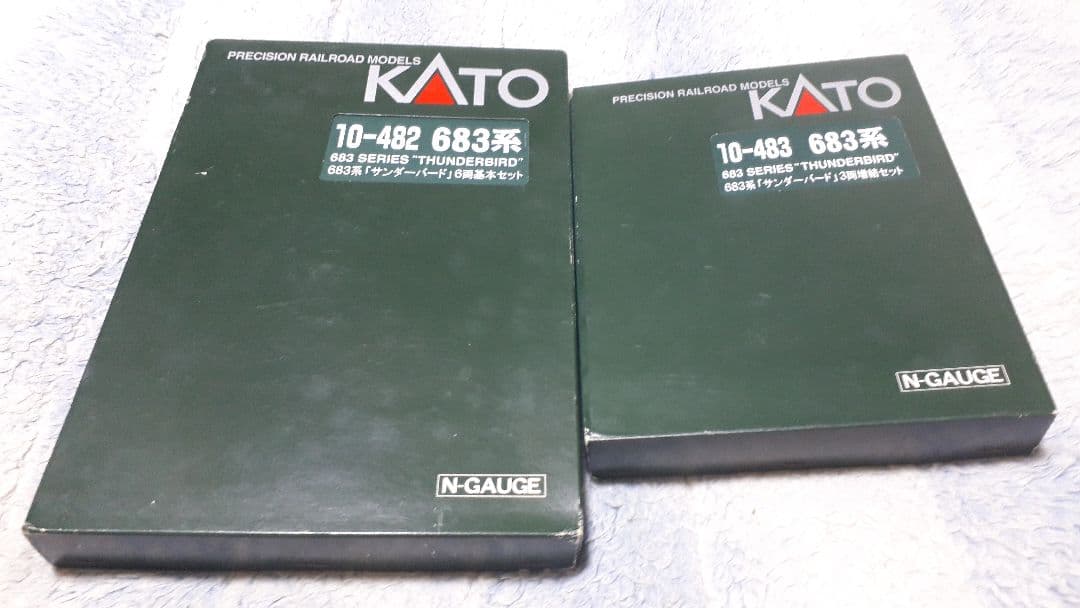 PRECISION RAILROAD MODELS
KATO
10-482 683系
683 SERIES "THUNDERBIRD"
683系「サンダーバード」6両基本セット
N-GAUGE
PRECISION RAILROAD MODELS
KATO
10-483 683系
683 SERIES "THUNDERBIRD"
683系「サンダーバード」3両増結セット
N-GAUGE